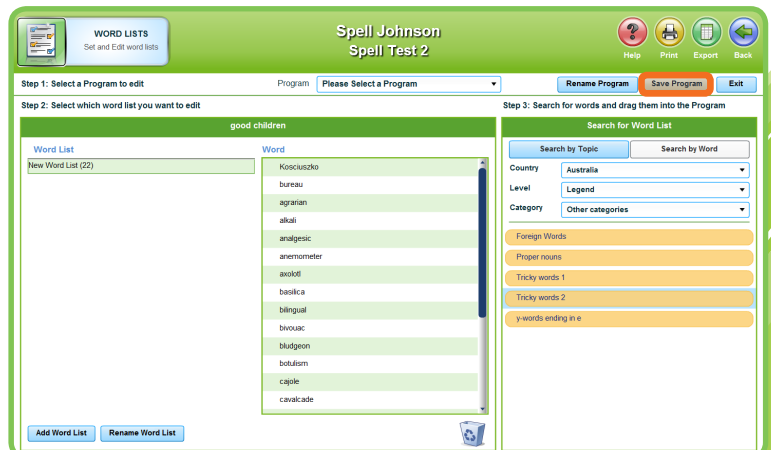 WORD LISTS
Set and Edit word lists
Spell Johnson
Spell Test 2
Help Print Export Back
Step 1: Select a Program to edit
Program Please Select a Program
Rename Program Save Program Exit
Step 2: Select which word list you want to edit
Step 3: Search for words and drag them into the Program
good children
Word List
New Word List (22)
Word
Kosciuszko
bureau
agrarian
alkali
analgesic
anemometer
axolotl
basilica
bilingual
bivouac
bludgeon
botulism
cajole
cavalcade
Add Word List Rename Word List
Search for Word List
Search by Topic Search by Word
Country Australia
Level Legend
Category Other categories
Foreign Words
Proper nouns
Tricky words 1
Tricky words 2
y-words ending in e